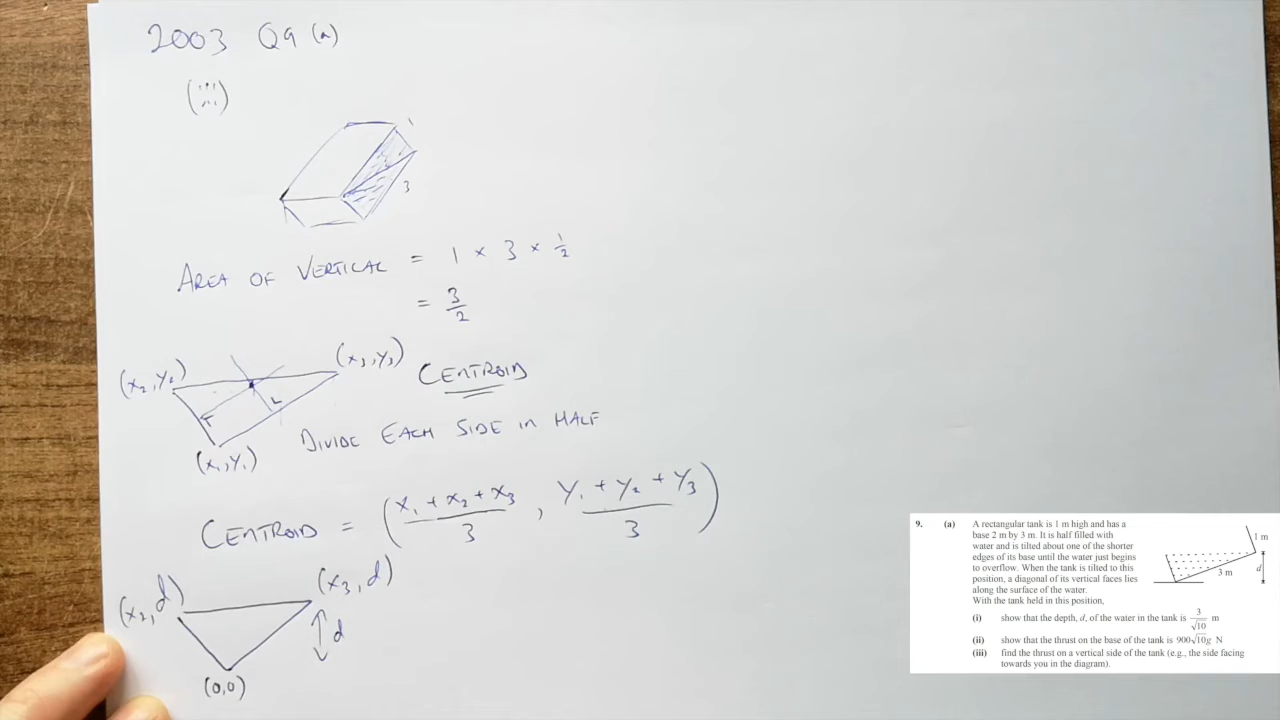 2003 Q9 (a)
(iii)
1
3
AREA OF VERTICAL = 1 × 3 × 1/2
= 3/2
(x₂,y₂)
(x₃,y₃)
CENTROID
(x₁,y₁)
DIVIDE EACH SIDE IN HALF
CENTROID = (x₁ + x₂ + x₃ / 3 , y₁ + y₂ + y₃ / 3)
(x₂, d)
(x₃, d)
d
(0,0)
9. (a) A rectangular tank is 1 m high and has a
base 2 m by 3 m. It is half filled with
water and is tilted about one of the shorter
edges of its base until the water just begins
to overflow. When the tank is tilted to this
position, a diagonal of its vertical faces lies
along the surface of the water.
With the tank held in this position,
1 m
3 m
d
(i) show that the depth, d, of the water in the tank is 3/√10 m
(ii) show that the thrust on the base of the tank is 900√10g N
(iii) find the thrust on a vertical side of the tank (e.g., the side facing
towards you in the diagram).